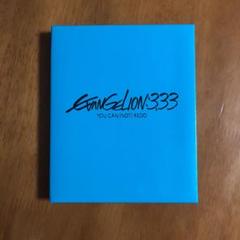 EVANGELION:3.33
YOU CAN (NOT) REDO.